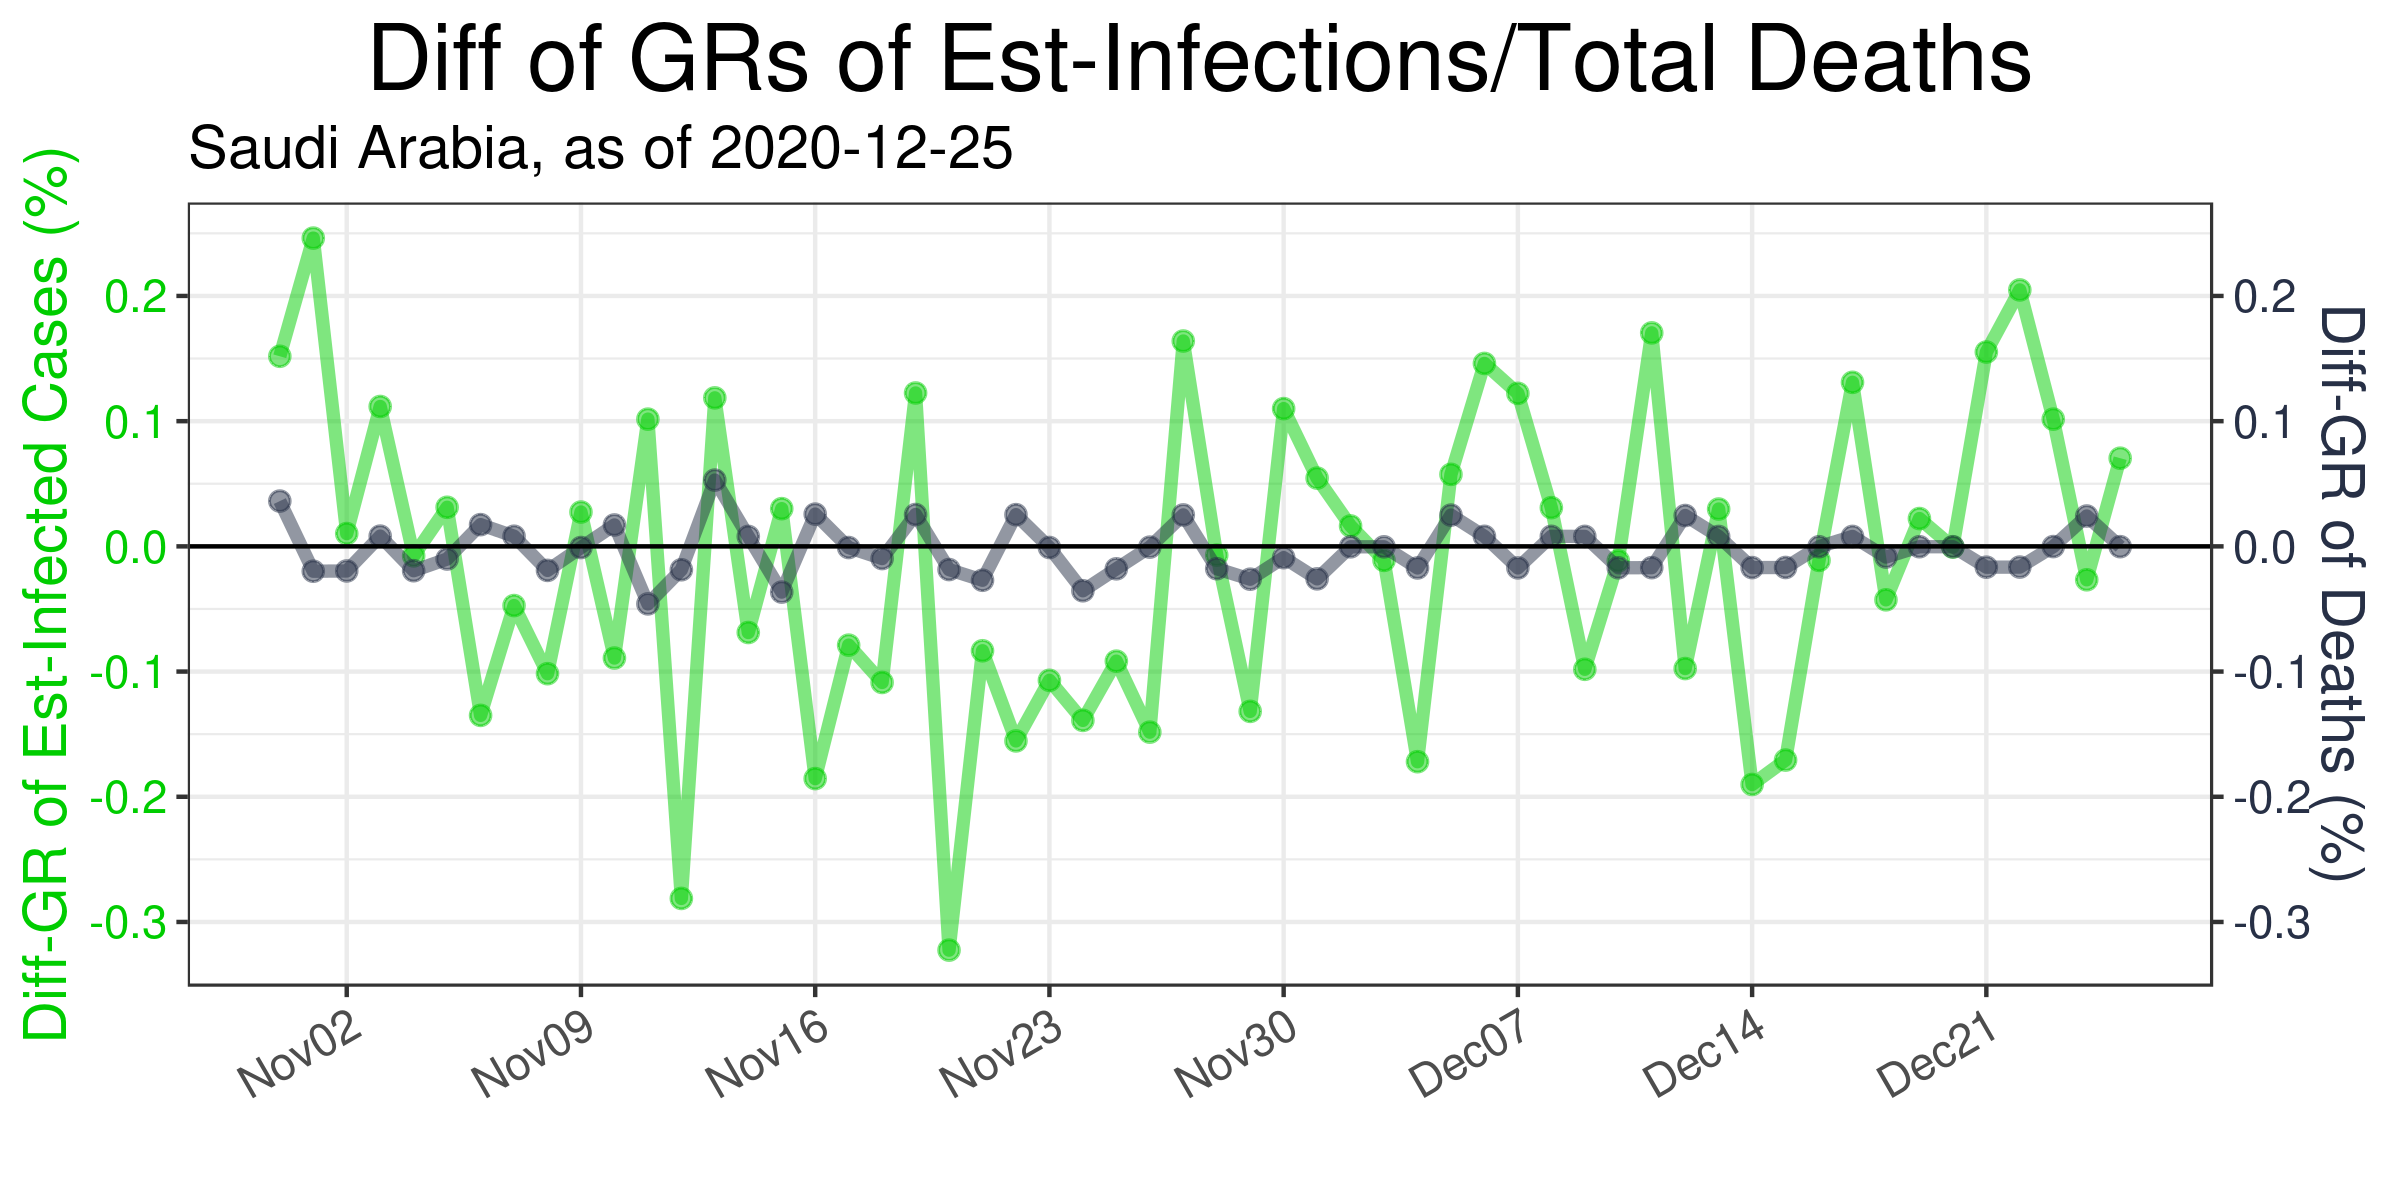 Diff of GRs of Est-Infections/Total Deaths
Saudi Arabia, as of 2020-12-25
Diff-GR of Est-Infected Cases (%)
0.2
0.1
0.0
-0.1
-0.2
-0.3
0.2
0.1
0.0
-0.1
-0.2
-0.3
Diff-GR of Deaths (%)
Nov02
Nov09
Nov16
Nov23
Nov30
Dec07
Dec14
Dec21